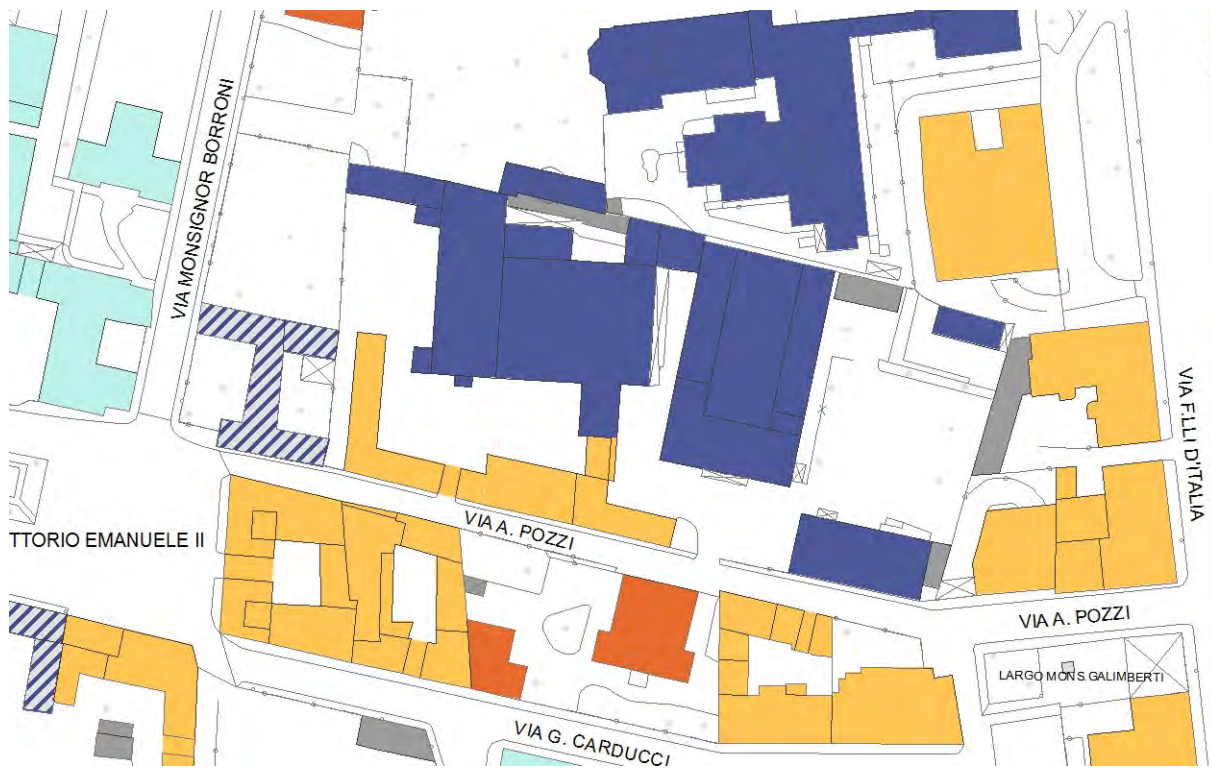 VIA MONSIGNOR BORRONI
VIA F.LLI D'ITALIA
VIA A. POZZI
TTORIO EMANUELE II
VIA A. POZZI
LARGO MONS.GALIMBERTI
VIA G. CARDUCCI